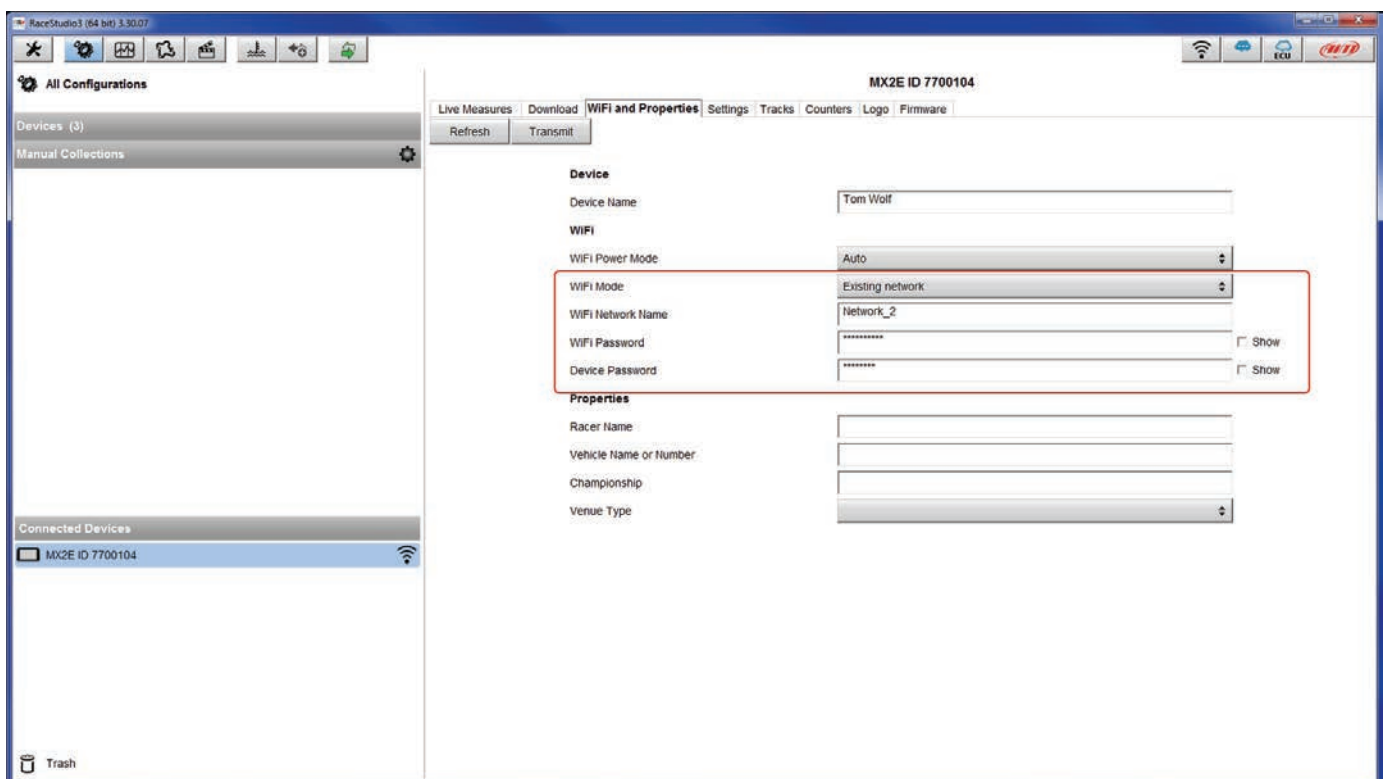 RaceStudio3 (64 bit) 3.30.07
ECU
AIM
All Configurations
MX2E ID 7700104
Live Measures Download WiFi and Properties Settings Tracks Counters Logo Firmware
Devices (3)
Refresh Transmit
Manual Collections
Device
Device Name Tom Wolf
WiFi
WiFi Power Mode Auto
WiFi Mode Existing network
WiFi Network Name Network_2
WiFi Password ********** Show
Device Password ******** Show
Properties
Racer Name
Vehicle Name or Number
Championship
Venue Type
Connected Devices
MX2E ID 7700104
Trash